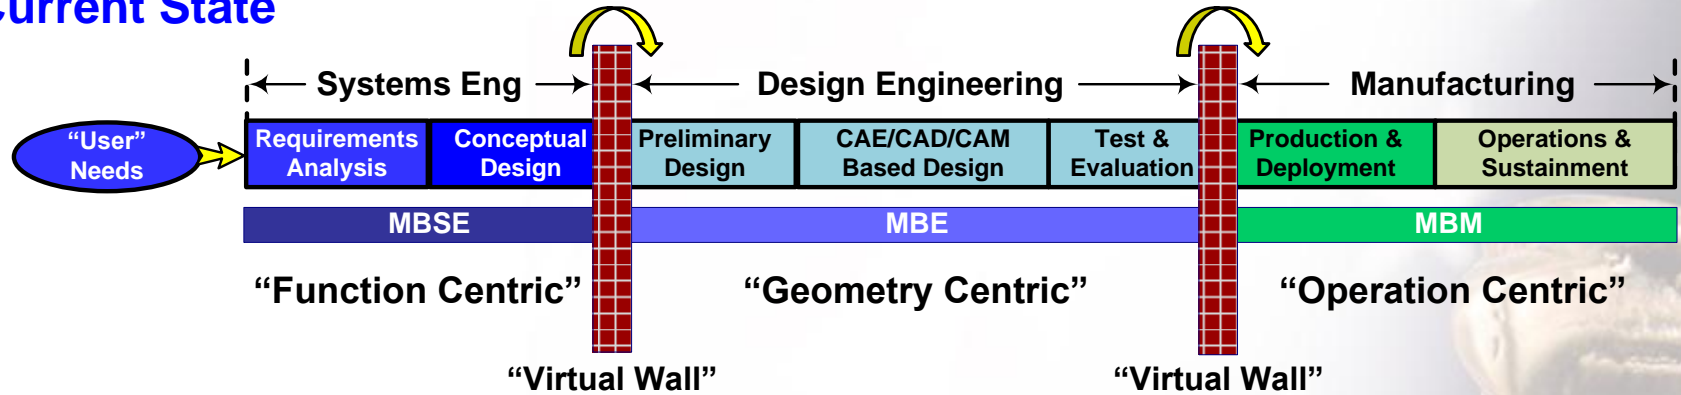 Current State
Systems Eng
Design Engineering
Manufacturing
“User”
Needs
Requirements
Analysis
Conceptual
Design
Preliminary
Design
CAE/CAD/CAM
Based Design
Test &
Evaluation
Production &
Deployment
Operations &
Sustainment
MBSE
MBE
MBM
“Function Centric”
“Geometry Centric”
“Operation Centric”
“Virtual Wall”
“Virtual Wall”